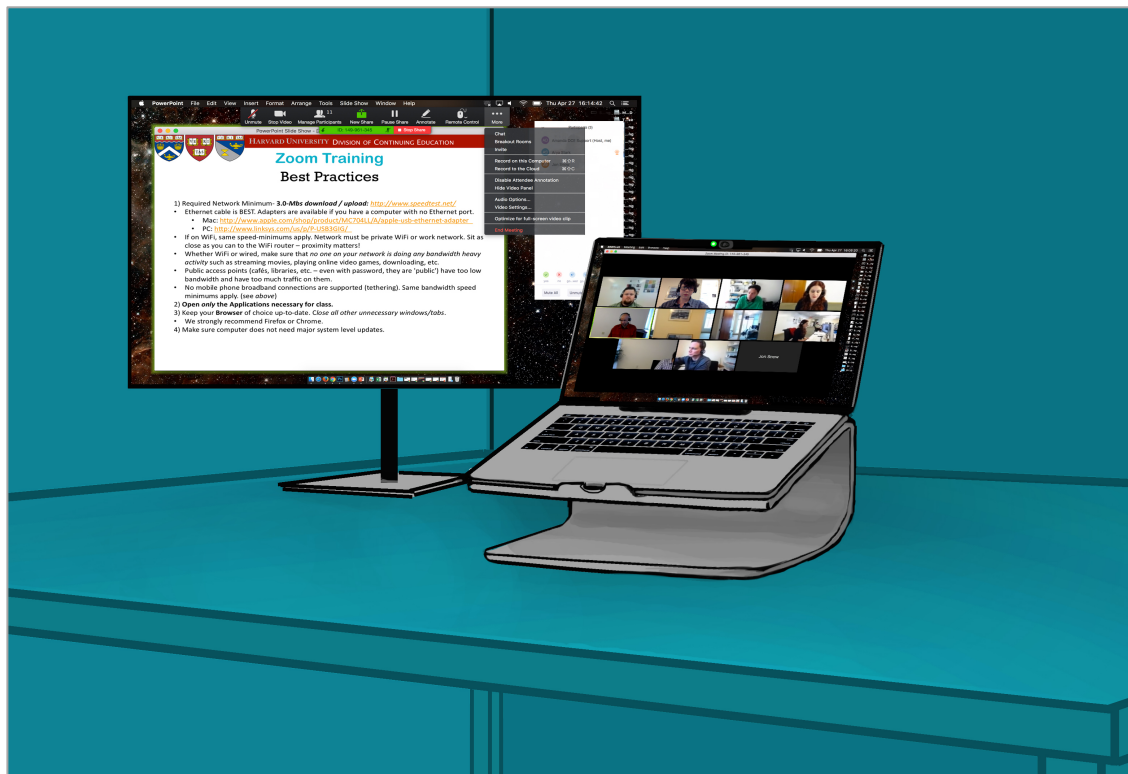 PowerPoint File Edit View Insert Format Arrange Tools Slide Show Window Help
Thu Apr 27 16:14:42
11
Unmute Stop Video Manage Participants New Share Pause Share Annotate Remote Control More
PowerPoint Slide Show
Stop Share
HARVARD UNIVERSITY DIVISION OF CONTINUING EDUCATION
Zoom Training
Best Practices
1) Required Network Minimum- 3.0-Mbs download / upload: http://www.speedtest.net/
• Ethernet cable is BEST. Adapters are available if you have a computer with no Ethernet port.
• Mac: http://www.apple.com/shop/product/MC704LL/A/apple-usb-ethernet-adapter
• PC: http://www.linksys.com/us/p/P-USB3GIG/
• If on WiFi, same speed-minimums apply. Network must be private WiFi or work network. Sit as
close as you can to the WiFi router – proximity matters!
• Whether WiFi or wired, make sure that no one on your network is doing any bandwidth heavy
activity such as streaming movies, playing online video games, downloading, etc.
• Public access points (cafés, libraries, etc. – even with password, they are ‘public’) have too low
bandwidth and have too much traffic on them.
• No mobile phone broadband connections are supported (tethering). Same bandwidth speed
minimums apply. (see above)
2) Open only the Applications necessary for class.
3) Keep your Browser of choice up-to-date. Close all other unnecessary windows/tabs.
• We strongly recommend Firefox or Chrome.
4) Make sure computer does not need major system level updates.
Chat
Breakout Rooms
Invite
Record on this Computer
Record to the Cloud
Disable Attendee Annotation
Hide Video Panel
Audio Options...
Video Settings...
Optimize for full-screen video clip
End Meeting
(Host, me)
Mute All
Jon Snow